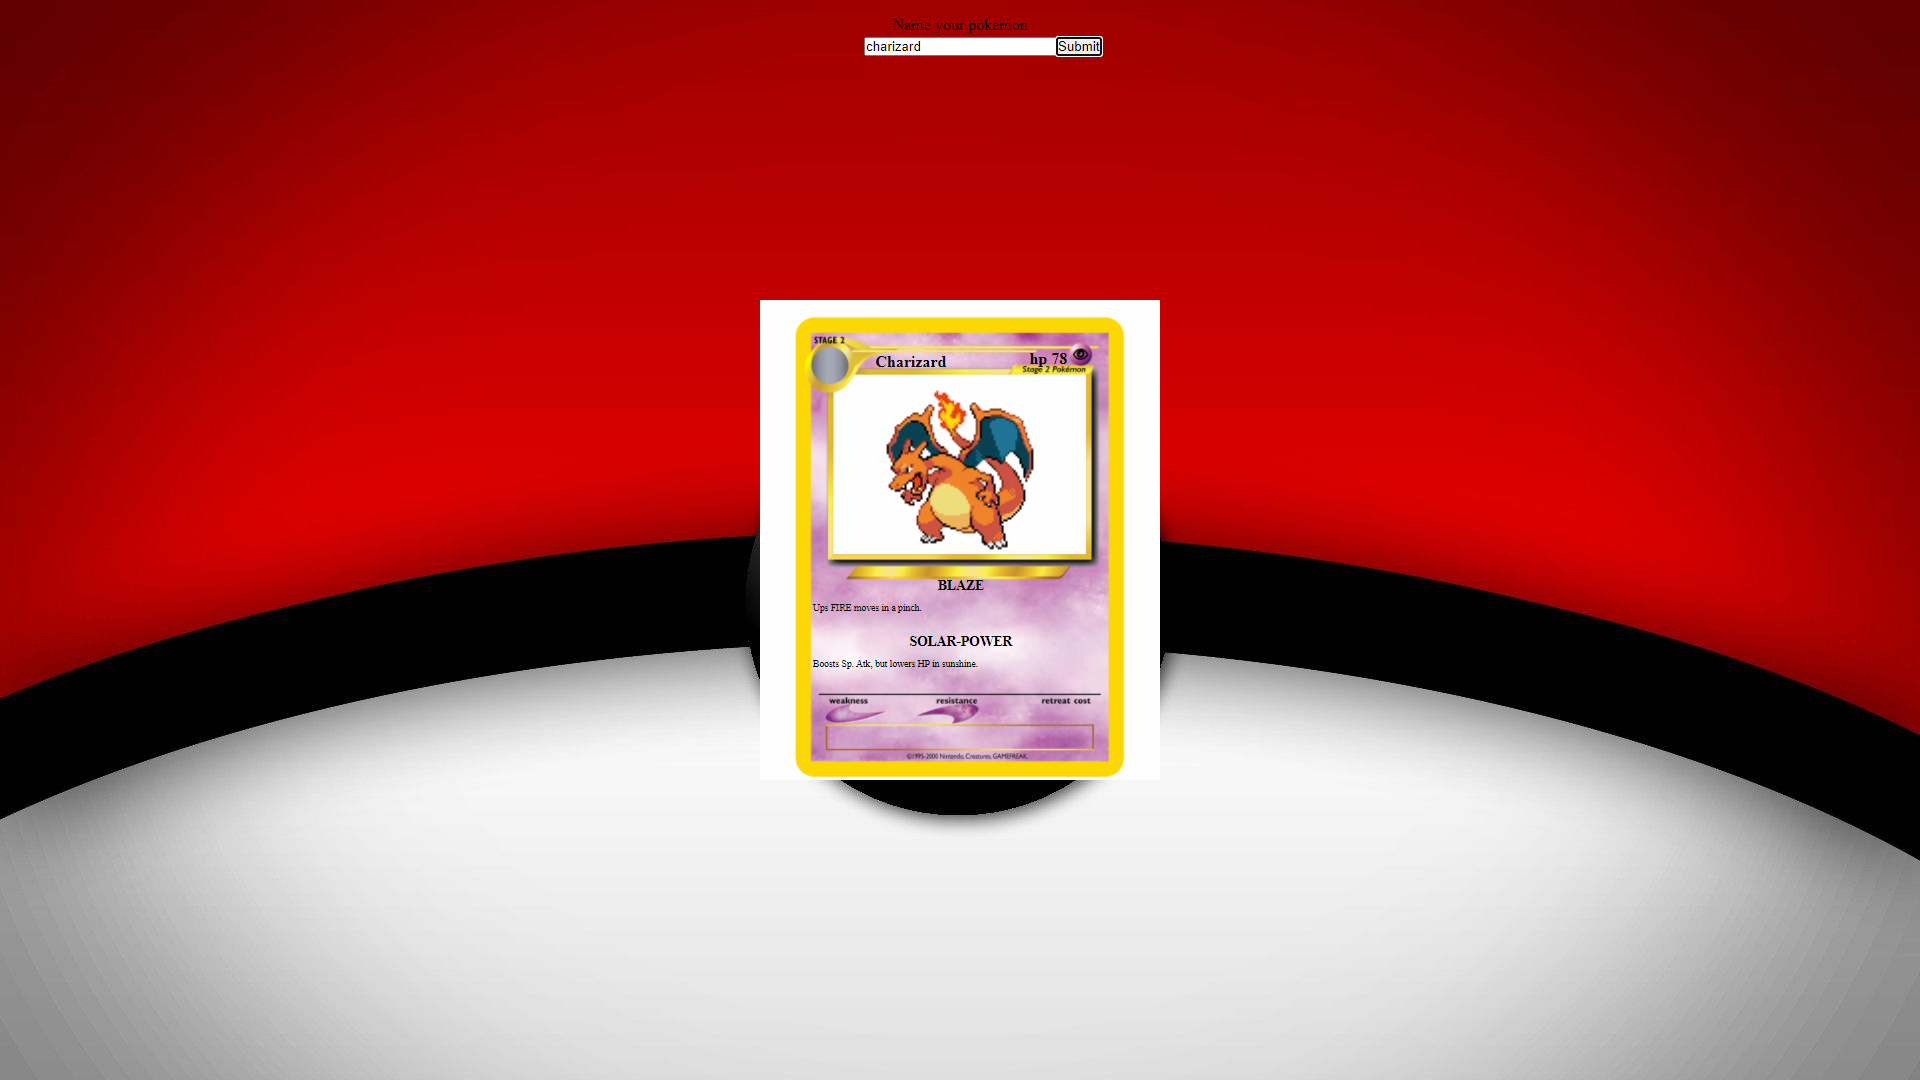 Name your pokemon
charizard Submit
STAGE 2
Charizard hp 78
Stage 2 Pokémon
BLAZE
Ups FIRE moves in a pinch.
SOLAR-POWER
Boosts Sp. Atk, but lowers HP in sunshine.
weakness resistance retreat cost
©1995-2000 Nintendo, Creatures, GAMEFREAK.